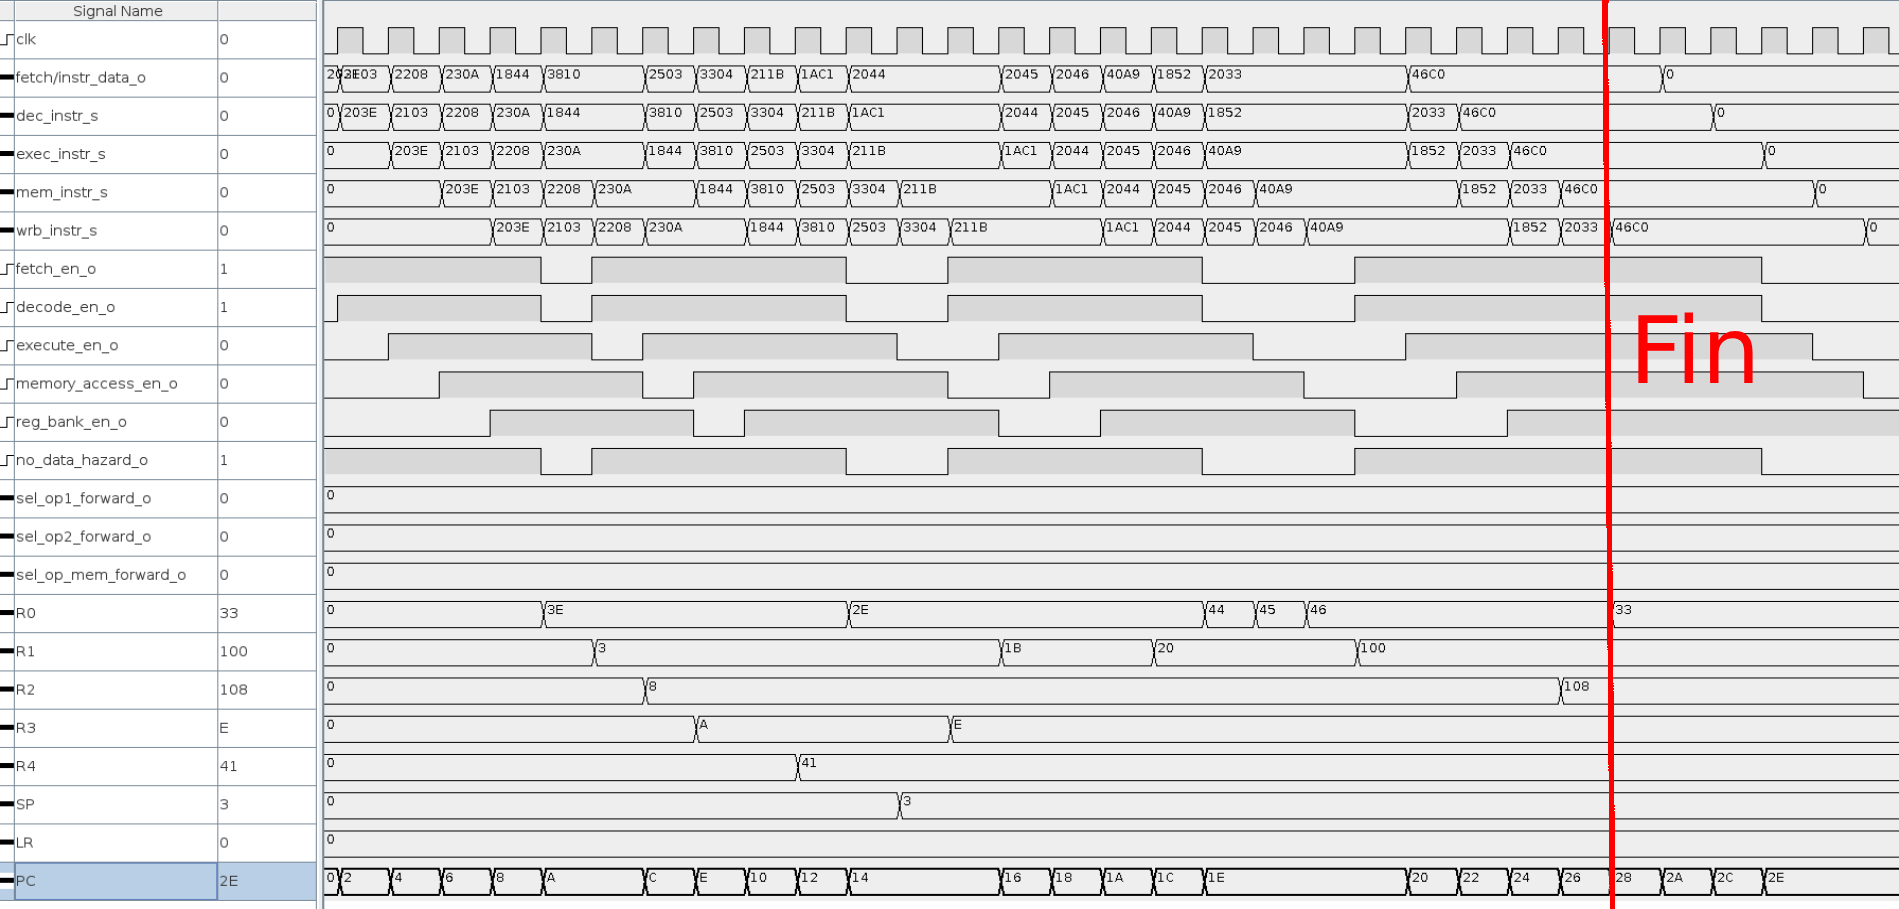 Signal Name
clk 0
fetch/instr_data_o 0 3E03 2208 230A 1844 3810 2503 3304 211B 1AC1 2044 2045 2046 40A9 1852 2033 46C0 0
dec_instr_s 0 0 203E 2103 2208 230A 1844 3810 2503 3304 211B 1AC1 2044 2045 2046 40A9 1852 2033 46C0 0
exec_instr_s 0 0 203E 2103 2208 230A 1844 3810 2503 3304 211B 1AC1 2044 2045 2046 40A9 1852 2033 46C0 0
mem_instr_s 0 0 203E 2103 2208 230A 1844 3810 2503 3304 211B 1AC1 2044 2045 2046 40A9 1852 2033 46C0 0
wrb_instr_s 0 0 203E 2103 2208 230A 1844 3810 2503 3304 211B 1AC1 2044 2045 2046 40A9 1852 2033 46C0 0
fetch_en_o 1
decode_en_o 1
execute_en_o 0
Fin
memory_access_en_o 0
reg_bank_en_o 0
no_data_hazard_o 1
sel_op1_forward_o 0 0
sel_op2_forward_o 0 0
sel_op_mem_forward_o 0 0
R0 33 0 3E 2E 44 45 46 33
R1 100 0 3 1B 20 100
R2 108 0 8 108
R3 E 0 A E
R4 41 0 41
SP 3 0 3
LR 0 0
PC 2E 0 2 4 6 8 A C E 10 12 14 16 18 1A 1C 1E 20 22 24 26 28 2A 2C 2E